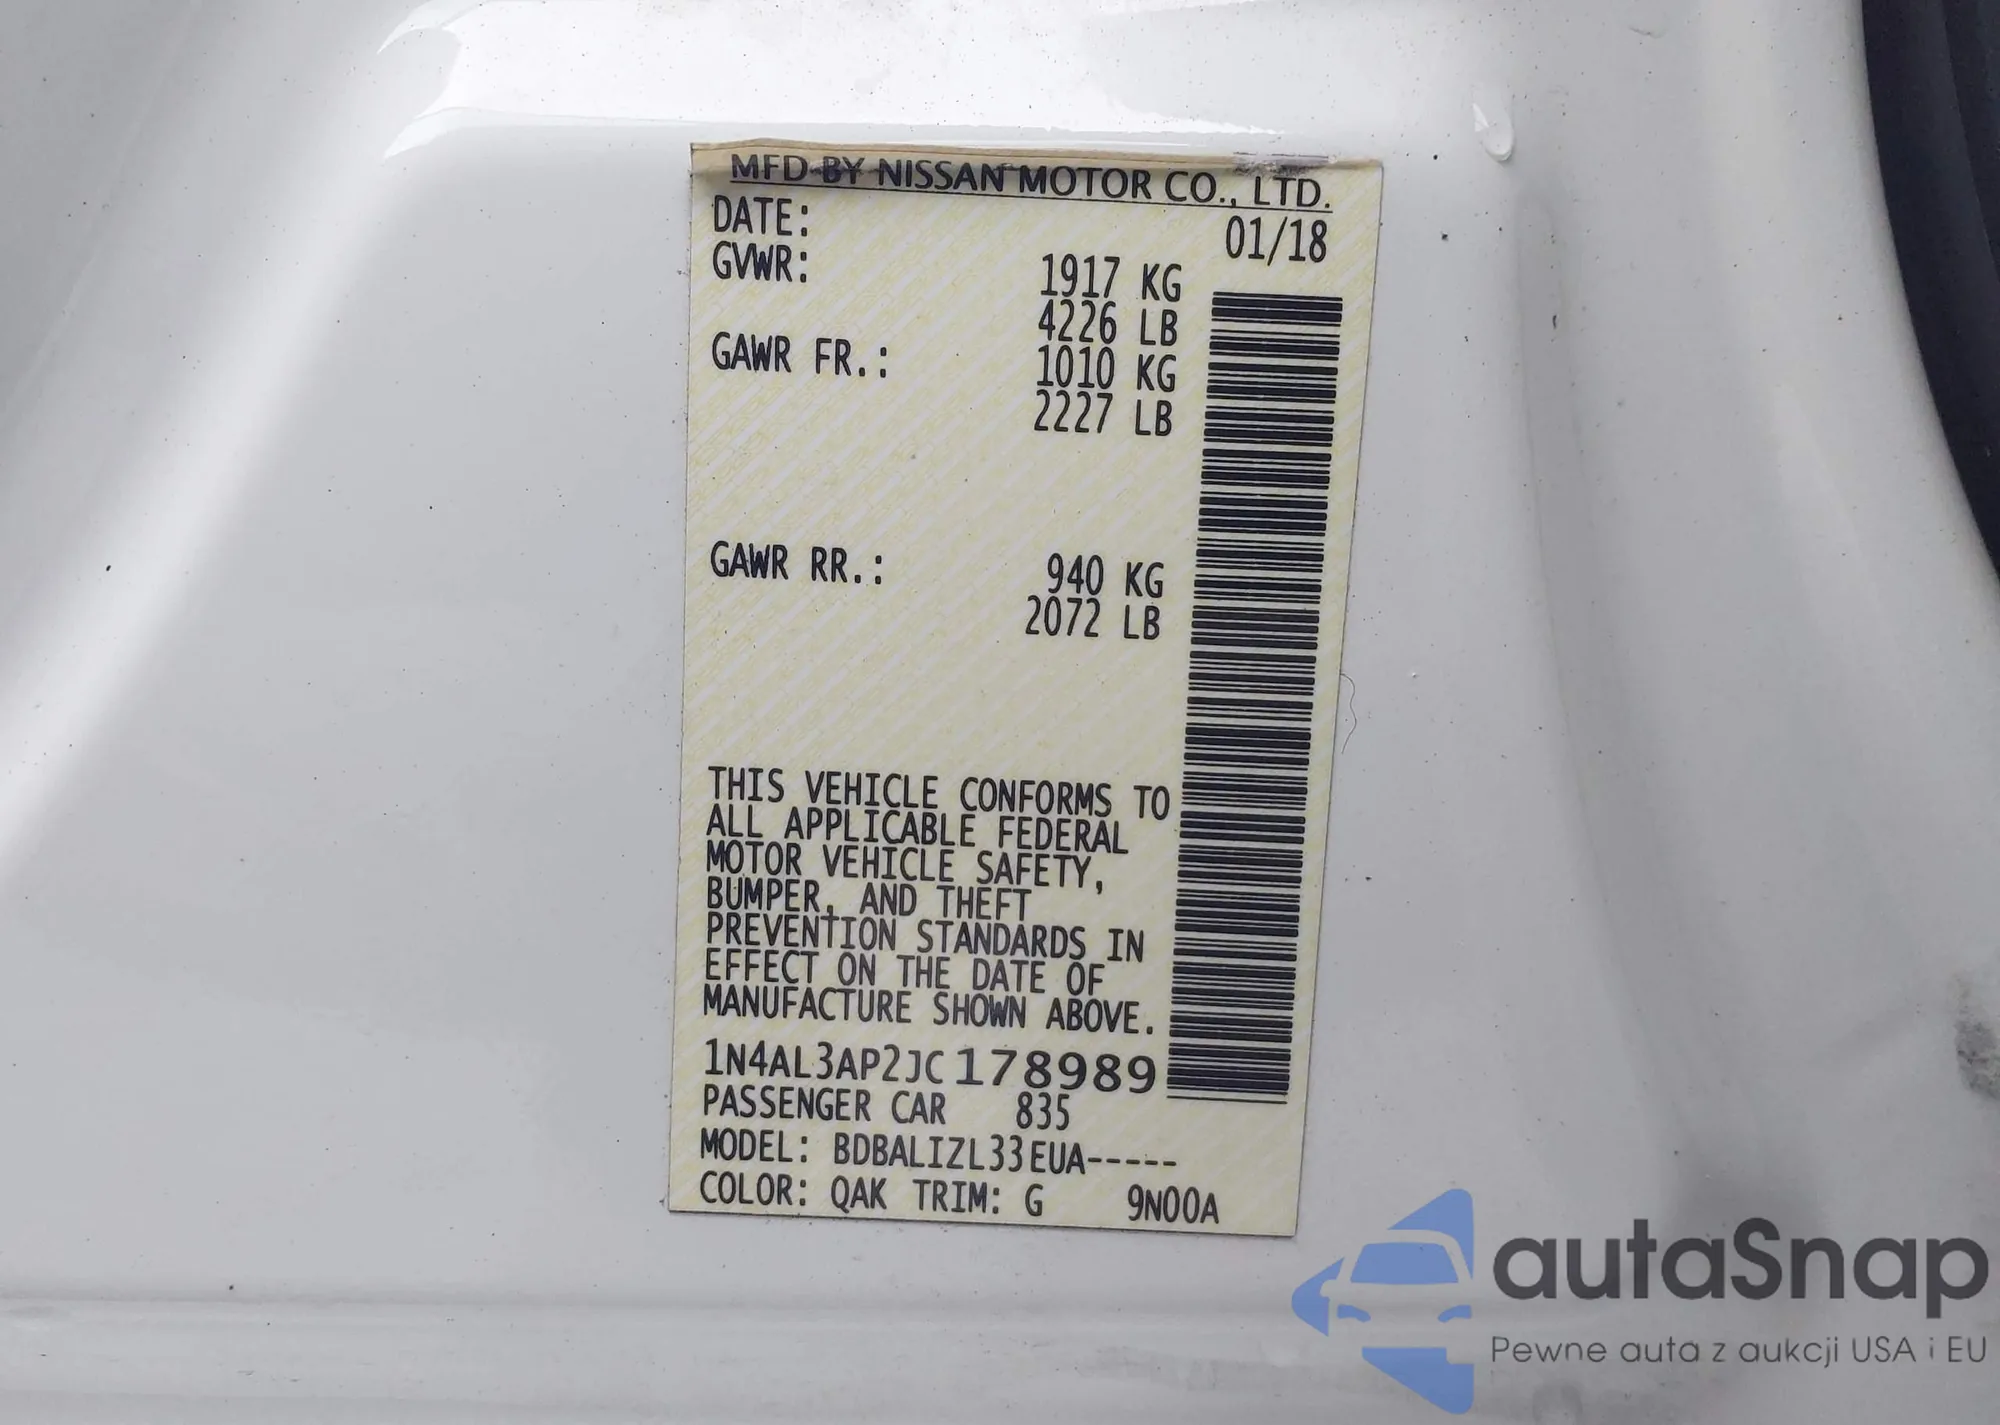 MFD BY NISSAN MOTOR CO., LTD.
DATE: 01/18
GVWR: 1917 KG
4226 LB
GAWR FR.: 1010 KG
2227 LB
GAWR RR.: 940 KG
2072 LB
THIS VEHICLE CONFORMS TO
ALL APPLICABLE FEDERAL
MOTOR VEHICLE SAFETY,
BUMPER, AND THEFT
PREVENTION STANDARDS IN
EFFECT ON THE DATE OF
MANUFACTURE SHOWN ABOVE.
1N4AL3AP2JC178989
PASSENGER CAR 835
MODEL: BDBALIZL33EUA-----
COLOR: QAK TRIM: G 9N00A
autaSnap
Pewne auta z aukcji USA i EU